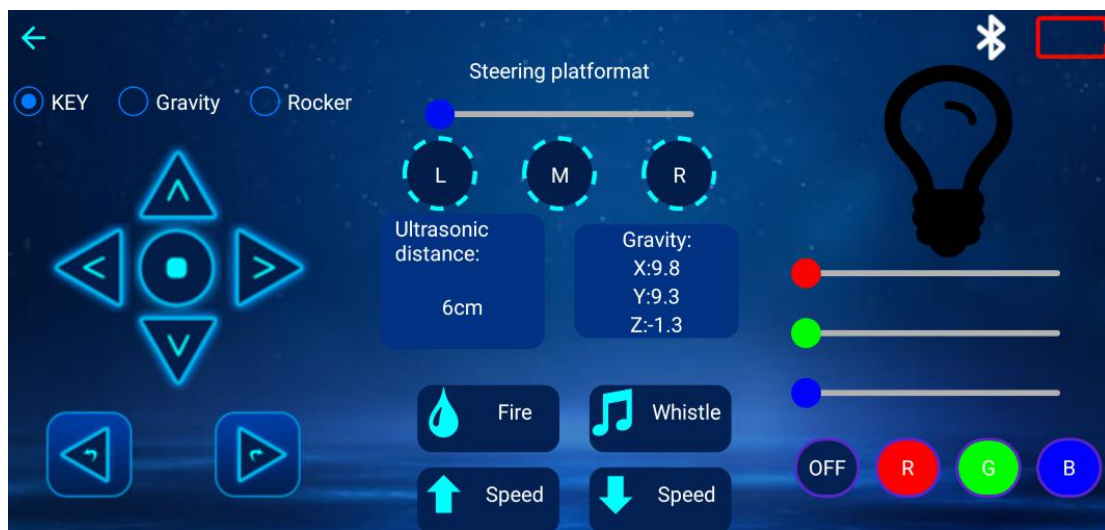 Steering platformat
KEY Gravity Rocker
L M R
Ultrasonic
distance:
6cm
Gravity:
X:9.8
Y:9.3
Z:-1.3
Fire
Whistle
Speed
Speed
OFF R G B